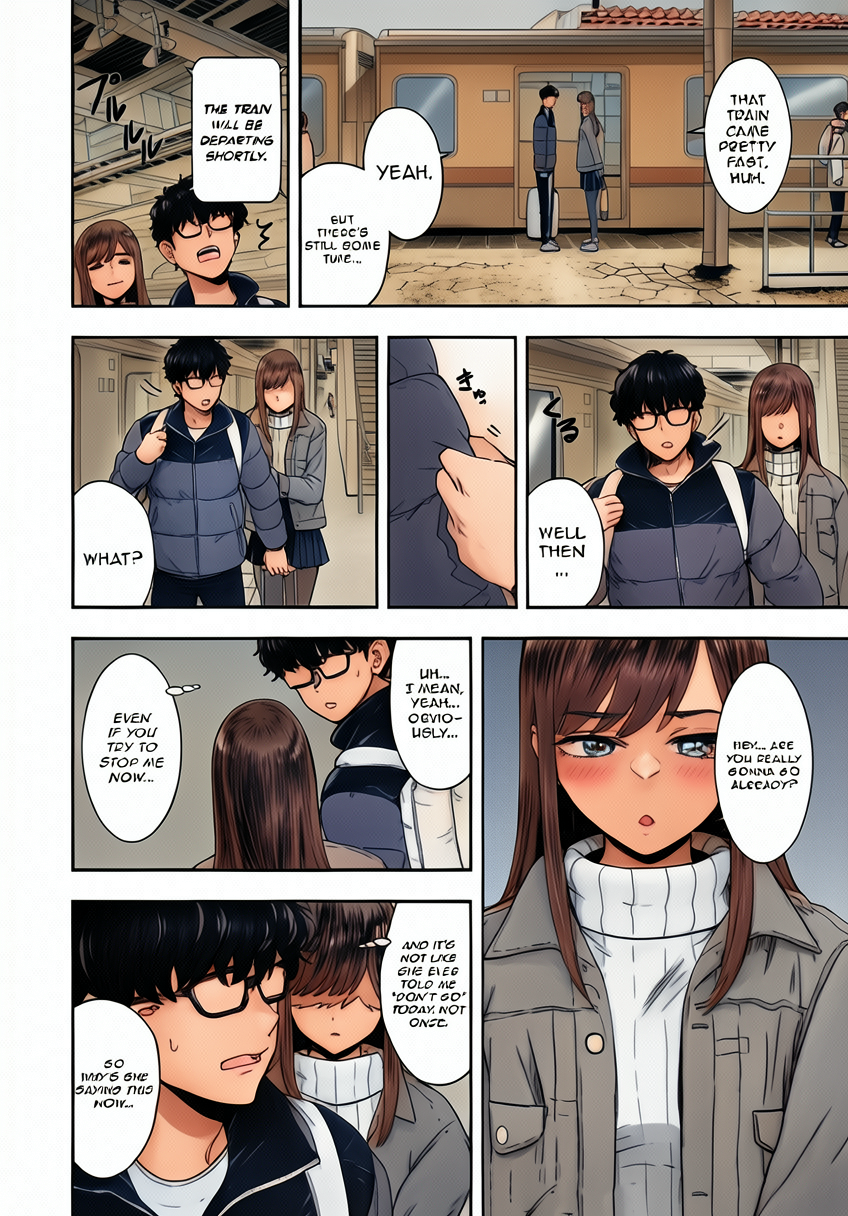 THAT
TRAIN
CAME
PRETTY
FAST,
HUH.
YEAH,
BUT
THERE'S
STILL SOME
TIME...
THE TRAIN
WILL BE
DEPARTING
SHORTLY.
プルルル
くる
WELL
THEN
...
きゅっ
WHAT?
HEY... ARE
YOU REALLY
GONNA GO
ALREADY?
UH...
I MEAN,
YEAH...
OBVIO-
USLY...
EVEN
IF YOU
TRY TO
STOP ME
NOW...
AND IT'S
NOT LIKE
SHE EVER
TOLD ME
"DON'T GO"
TODAY, NOT
ONCE.
SO
WHY'S SHE
SAYING THIS
NOW...